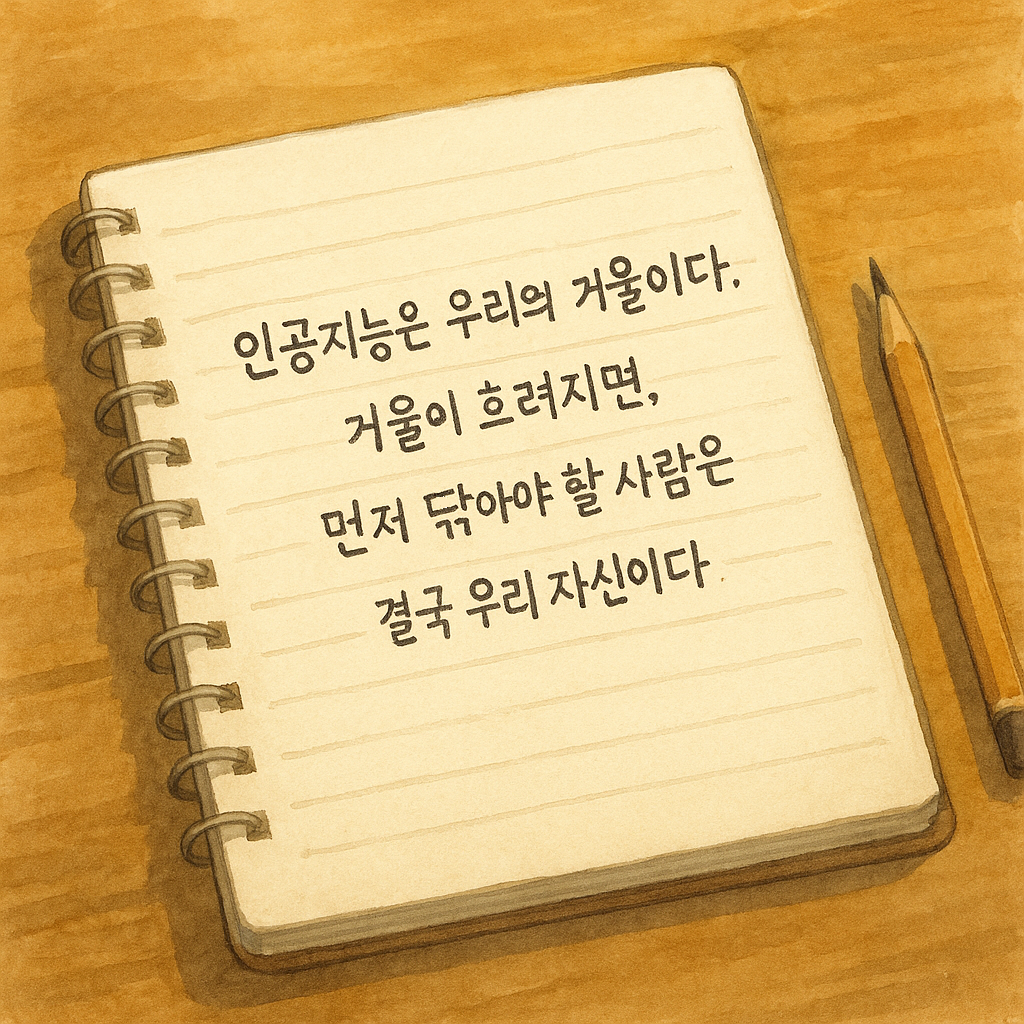 인공지능은 우리의 거울이다.
거울이 흐려지면,
먼저 닦아야 할 사람은
결국 우리 자신이다